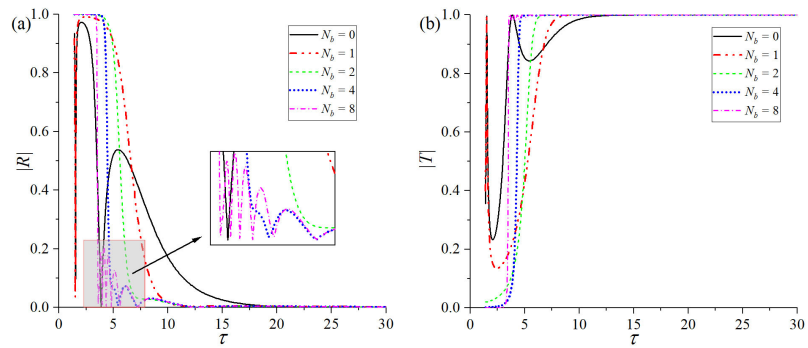 (a)
1.0
0.8
0.6
0.4
0.2
0.0
|R|
N_b = 0
N_b = 1
N_b = 2
N_b = 4
N_b = 8
0 5 10 15 20 25 30
τ
(b)
1.0
0.8
0.6
0.4
0.2
0.0
|T|
N_b = 0
N_b = 1
N_b = 2
N_b = 4
N_b = 8
0 5 10 15 20 25 30
τ